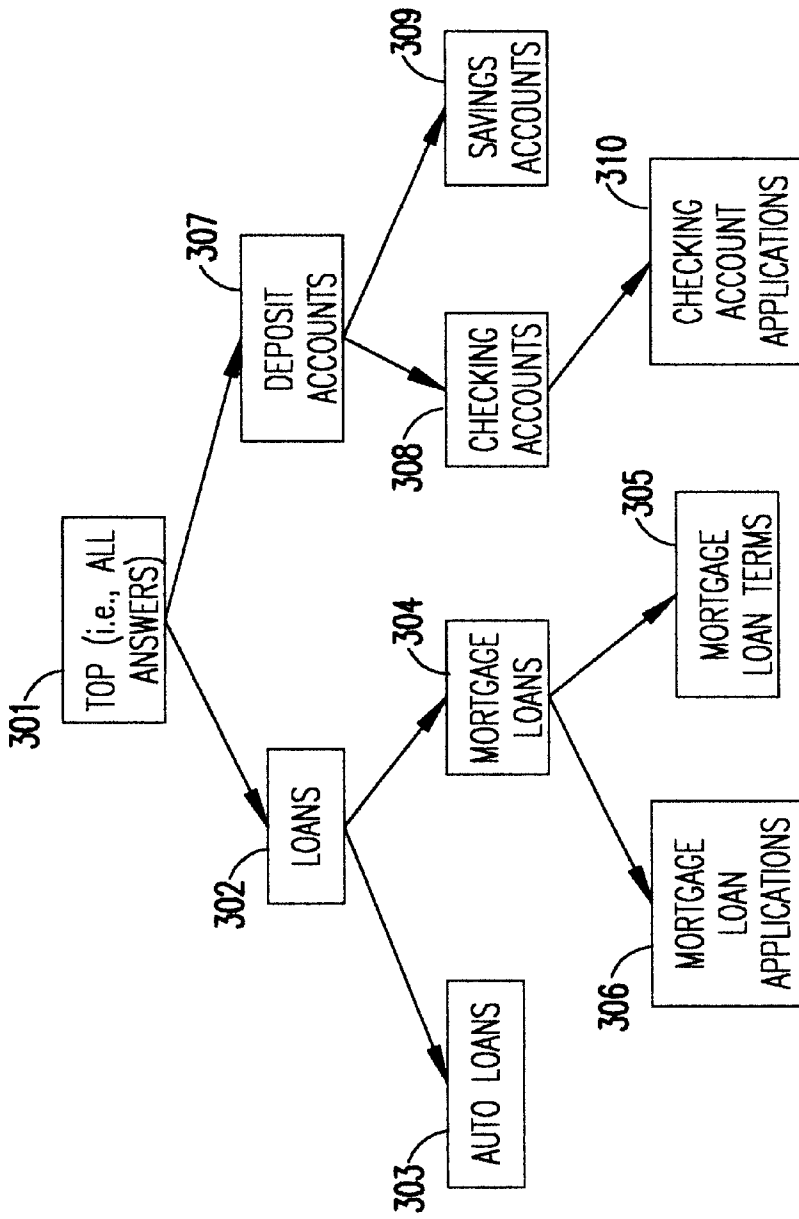 301
TOP (i.e., ALL
ANSWERS)
302
LOANS
307
DEPOSIT
ACCOUNTS
303
AUTO LOANS
304
MORTGAGE
LOANS
308
CHECKING
ACCOUNTS
309
SAVINGS
ACCOUNTS
306
MORTGAGE
LOAN
APPLICATIONS
305
MORTGAGE
LOAN TERMS
310
CHECKING
ACCOUNT
APPLICATIONS